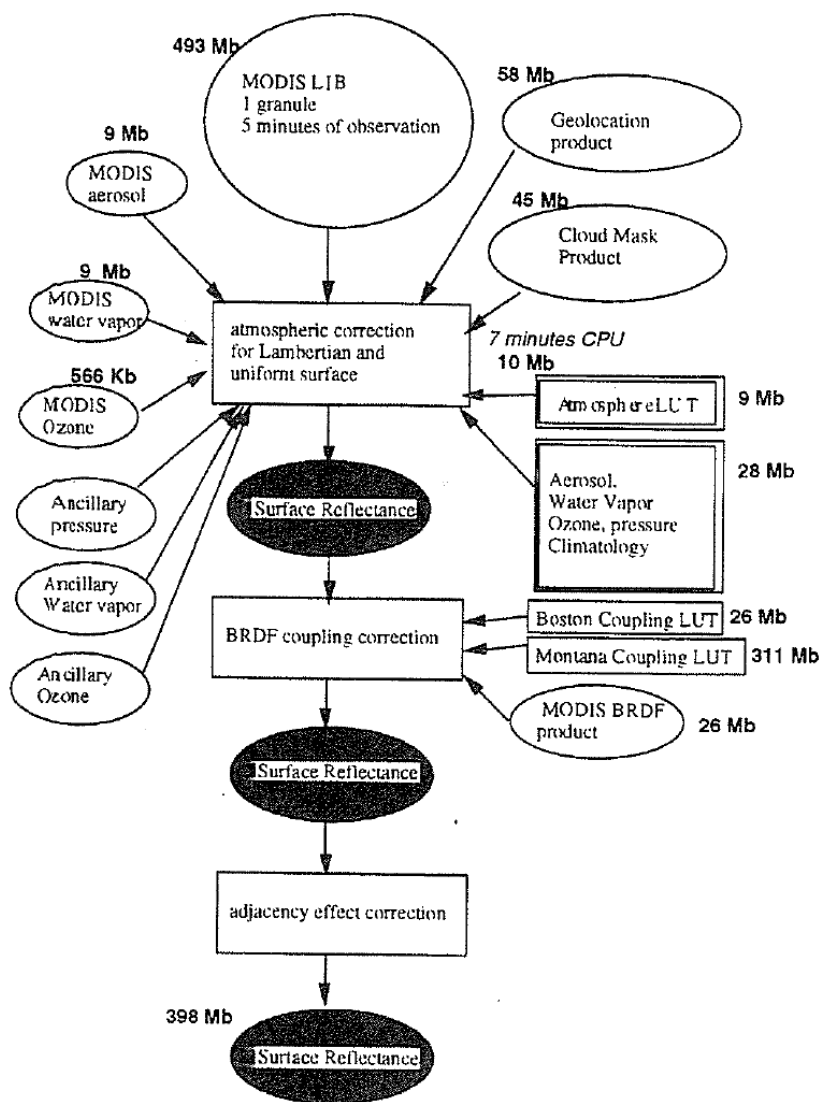 493 Mb
MODIS L1B
1 granule
5 minutes of observation
58 Mb
Geolocation
product
9 Mb
MODIS
aerosol
45 Mb
Cloud Mask
Product
9 Mb
MODIS
water vapor
atmospheric correction
for Lambertian and
uniform surface
7 minutes CPU
10 Mb
566 Kb
MODIS
Ozone
Atmosphere LUT
9 Mb
Aerosol,
Water Vapor
Ozone, pressure
Climatology
28 Mb
Surface Reflectance
Ancillary
pressure
Ancillary
Water vapor
Ancillary
Ozone
BRDF coupling correction
Boston Coupling LUT
26 Mb
Montana Coupling LUT
311 Mb
MODIS BRDF
product
26 Mb
Surface Reflectance
adjacency effect correction
398 Mb
Surface Reflectance